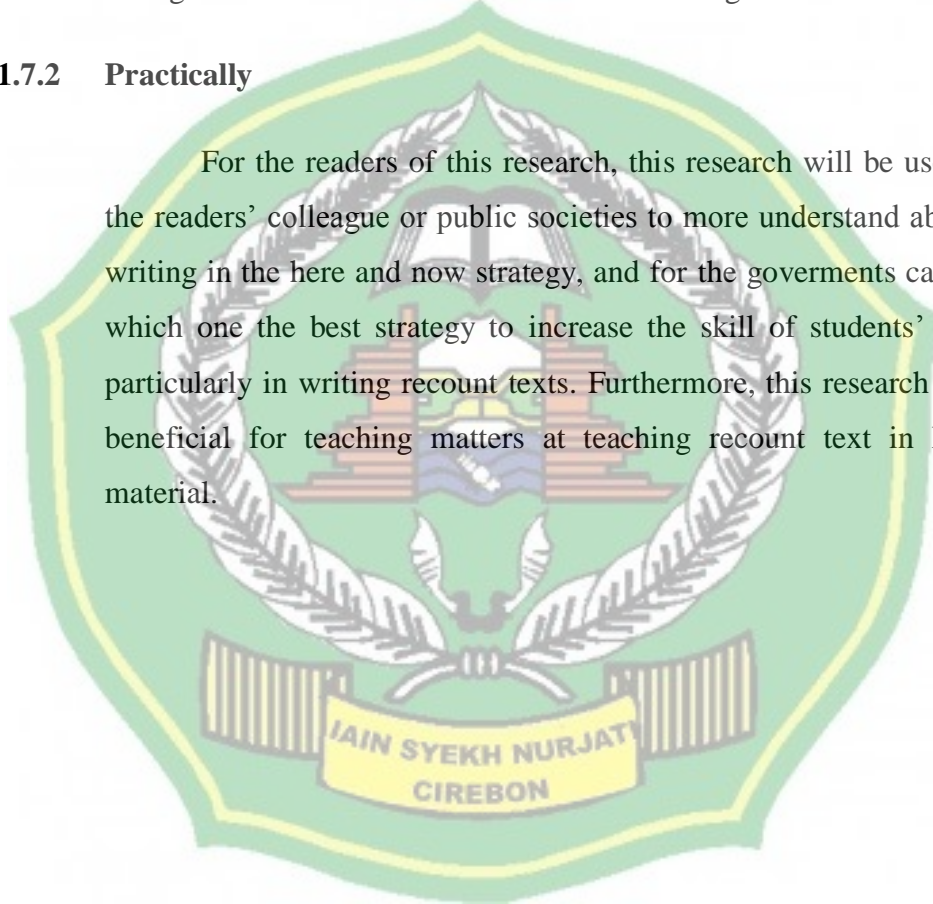 1.7.2 Practically
For the readers of this research, this research will be us
the readers’ colleague or public societies to more understand ab
writing in the here and now strategy, and for the goverments ca
which one the best strategy to increase the skill of students’
particularly in writing recount texts. Furthermore, this research
beneficial for teaching matters at teaching recount text in
material.
IAIN SYEKH NURJATI
CIREBON